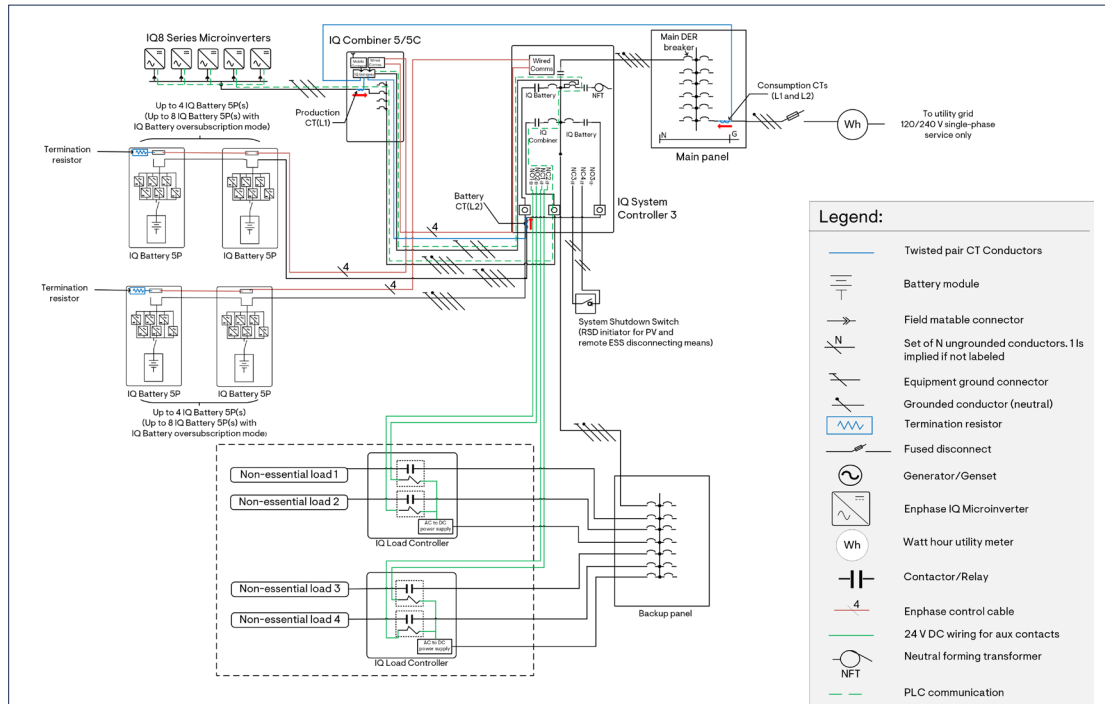 IQ8 Series Microinverters
IQ Combiner 5/5C
Wired
Comms
Production
CT(L1)
Up to 4 IQ Battery 5P(s)
(Up to 8 IQ Battery 5P(s) with
IQ Battery oversubscription mode)
Termination
resistor
IQ Battery 5P
IQ Battery 5P
Termination
resistor
IQ Battery 5P
IQ Battery 5P
Up to 4 IQ Battery 5P(s)
(Up to 8 IQ Battery 5P(s) with
IQ Battery oversubscription mode)
4
4
4
Wired
Comms
IQ Battery
NFT
IQ
Combiner
IQ Battery
NC2
NC1
NO3
NO4
NO3
Battery
CT(L2)
IQ System
Controller 3
System Shutdown Switch
(RSD initiator for PV and
remote ESS disconnecting means)
Main DER
breaker
N
G
Main panel
Consumption CTs
(L1 and L2)
Wh
To utility grid
120/240 V single-phase
service only
Non-essential load 1
Non-essential load 2
AC to DC
power supply
IQ Load Controller
Non-essential load 3
Non-essential load 4
AC to DC
power supply
IQ Load Controller
Backup panel
Legend:
Twisted pair CT Conductors
Battery module
Field matable connector
N
Set of N ungrounded conductors. 1 Is
implied if not labeled
Equipment ground connector
Grounded conductor (neutral)
Termination resistor
Fused disconnect
Generator/Genset
Enphase IQ Microinverter
Wh
Watt hour utility meter
Contactor/Relay
4
Enphase control cable
24 V DC wiring for aux contacts
NFT
Neutral forming transformer
PLC communication